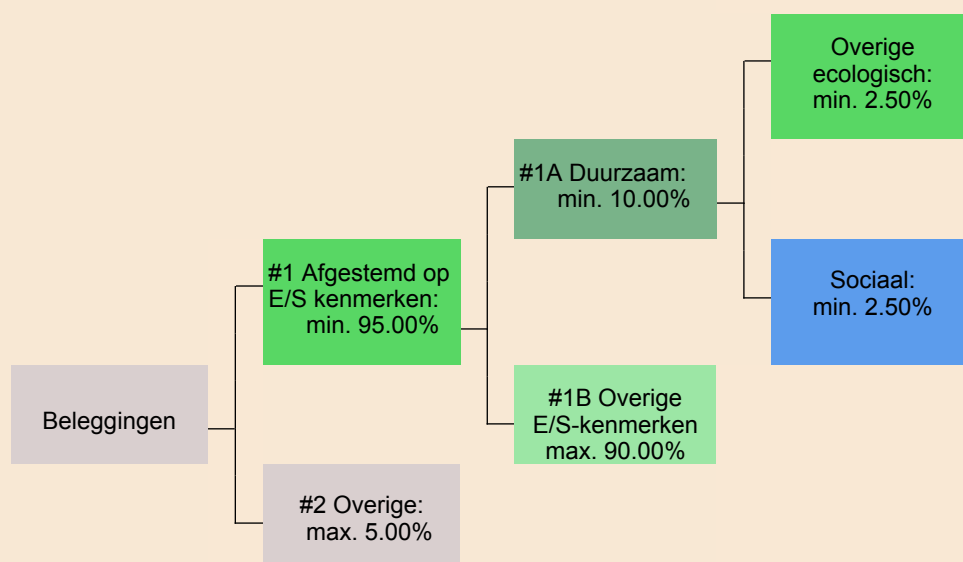 Overige
ecologisch:
min. 2.50%
#1A Duurzaam:
min. 10.00%
#1 Afgestemd op
E/S kenmerken:
min. 95.00%
Sociaal:
min. 2.50%
Beleggingen
#1B Overige
E/S-kenmerken
max. 90.00%
#2 Overige:
max. 5.00%